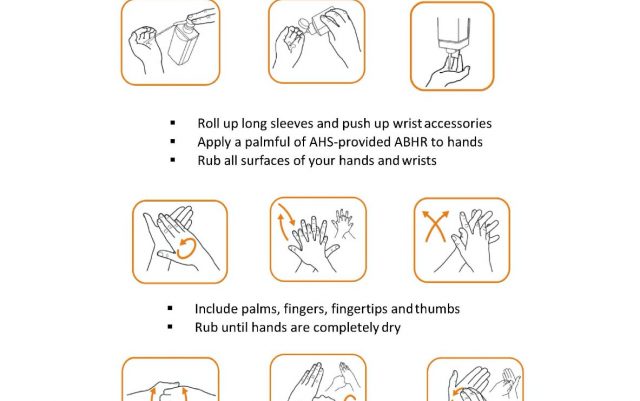 ▪ Roll up long sleeves and push up wrist accessories
▪ Apply a palmful of AHS-provided ABHR to hands
▪ Rub all surfaces of your hands and wrists
▪ Include palms, fingers, fingertips and thumbs
▪ Rub until hands are completely dry